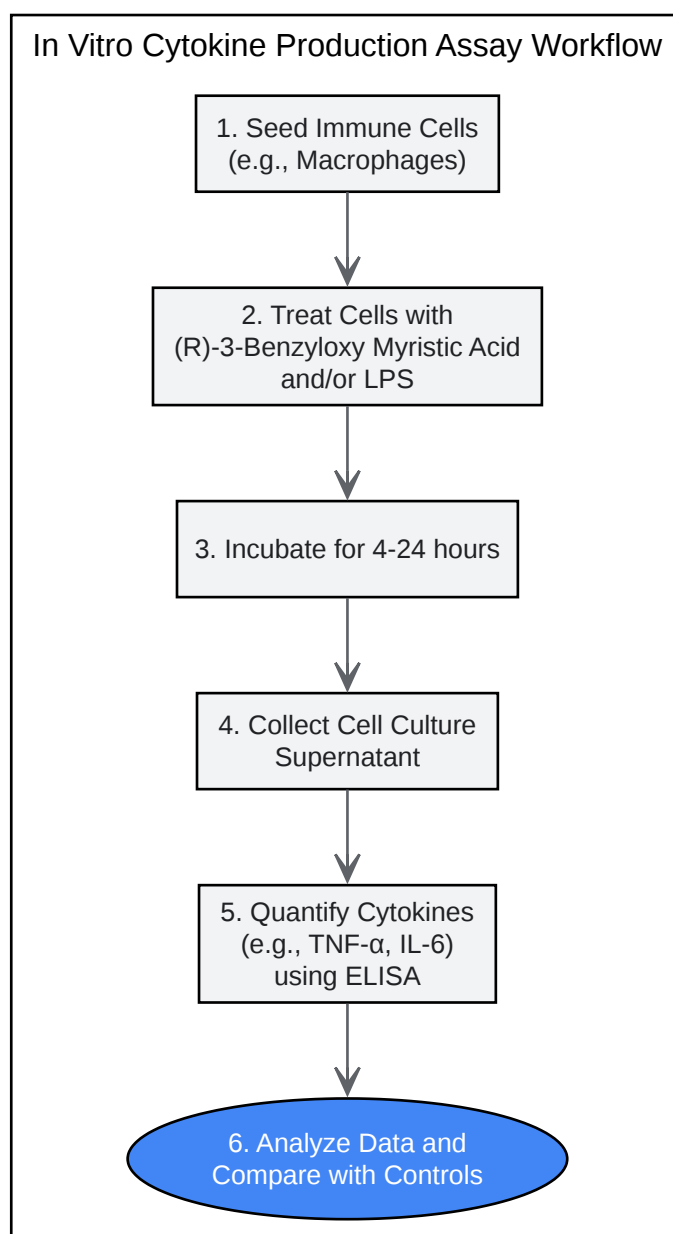 In Vitro Cytokine Production Assay Workflow
1. Seed Immune Cells
(e.g., Macrophages)
2. Treat Cells with
(R)-3-Benzyloxy Myristic Acid
and/or LPS
3. Incubate for 4-24 hours
4. Collect Cell Culture
Supernatant
5. Quantify Cytokines
(e.g., TNF-α, IL-6)
using ELISA
6. Analyze Data and
Compare with Controls